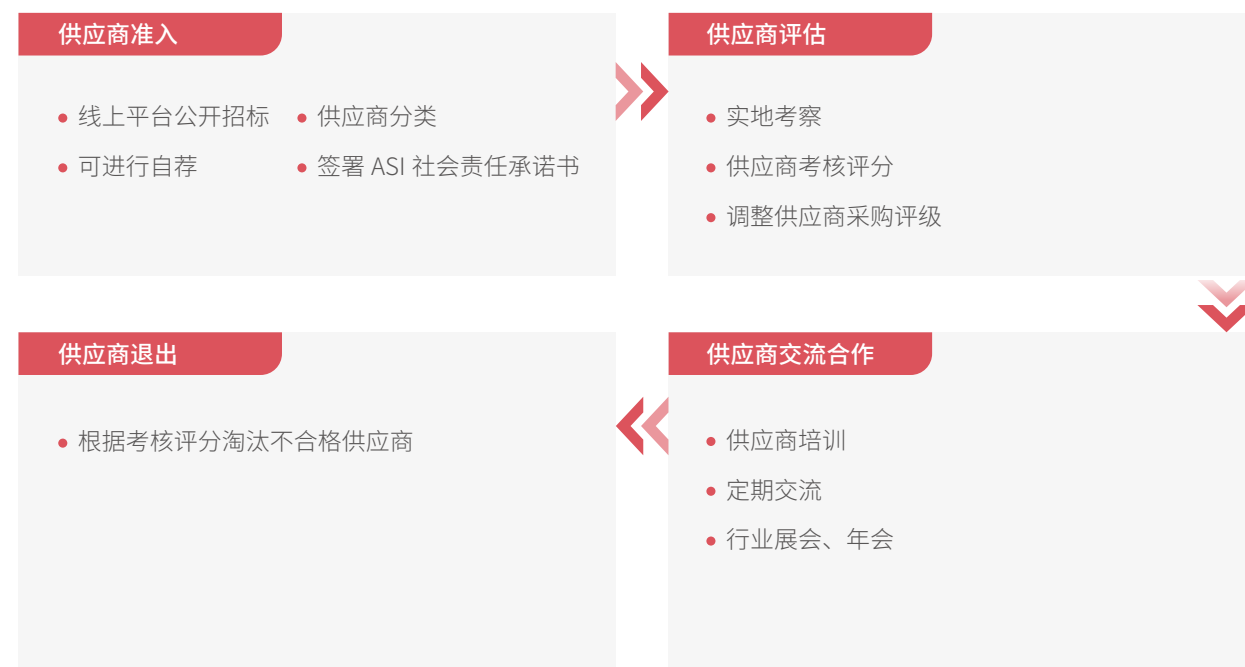 供应商准入
线上平台公开招标
供应商分类
可进行自荐
签署 ASI 社会责任承诺书
供应商评估
实地考察
供应商考核评分
调整供应商采购评级
供应商交流合作
供应商培训
定期交流
行业展会、年会
供应商退出
根据考核评分淘汰不合格供应商